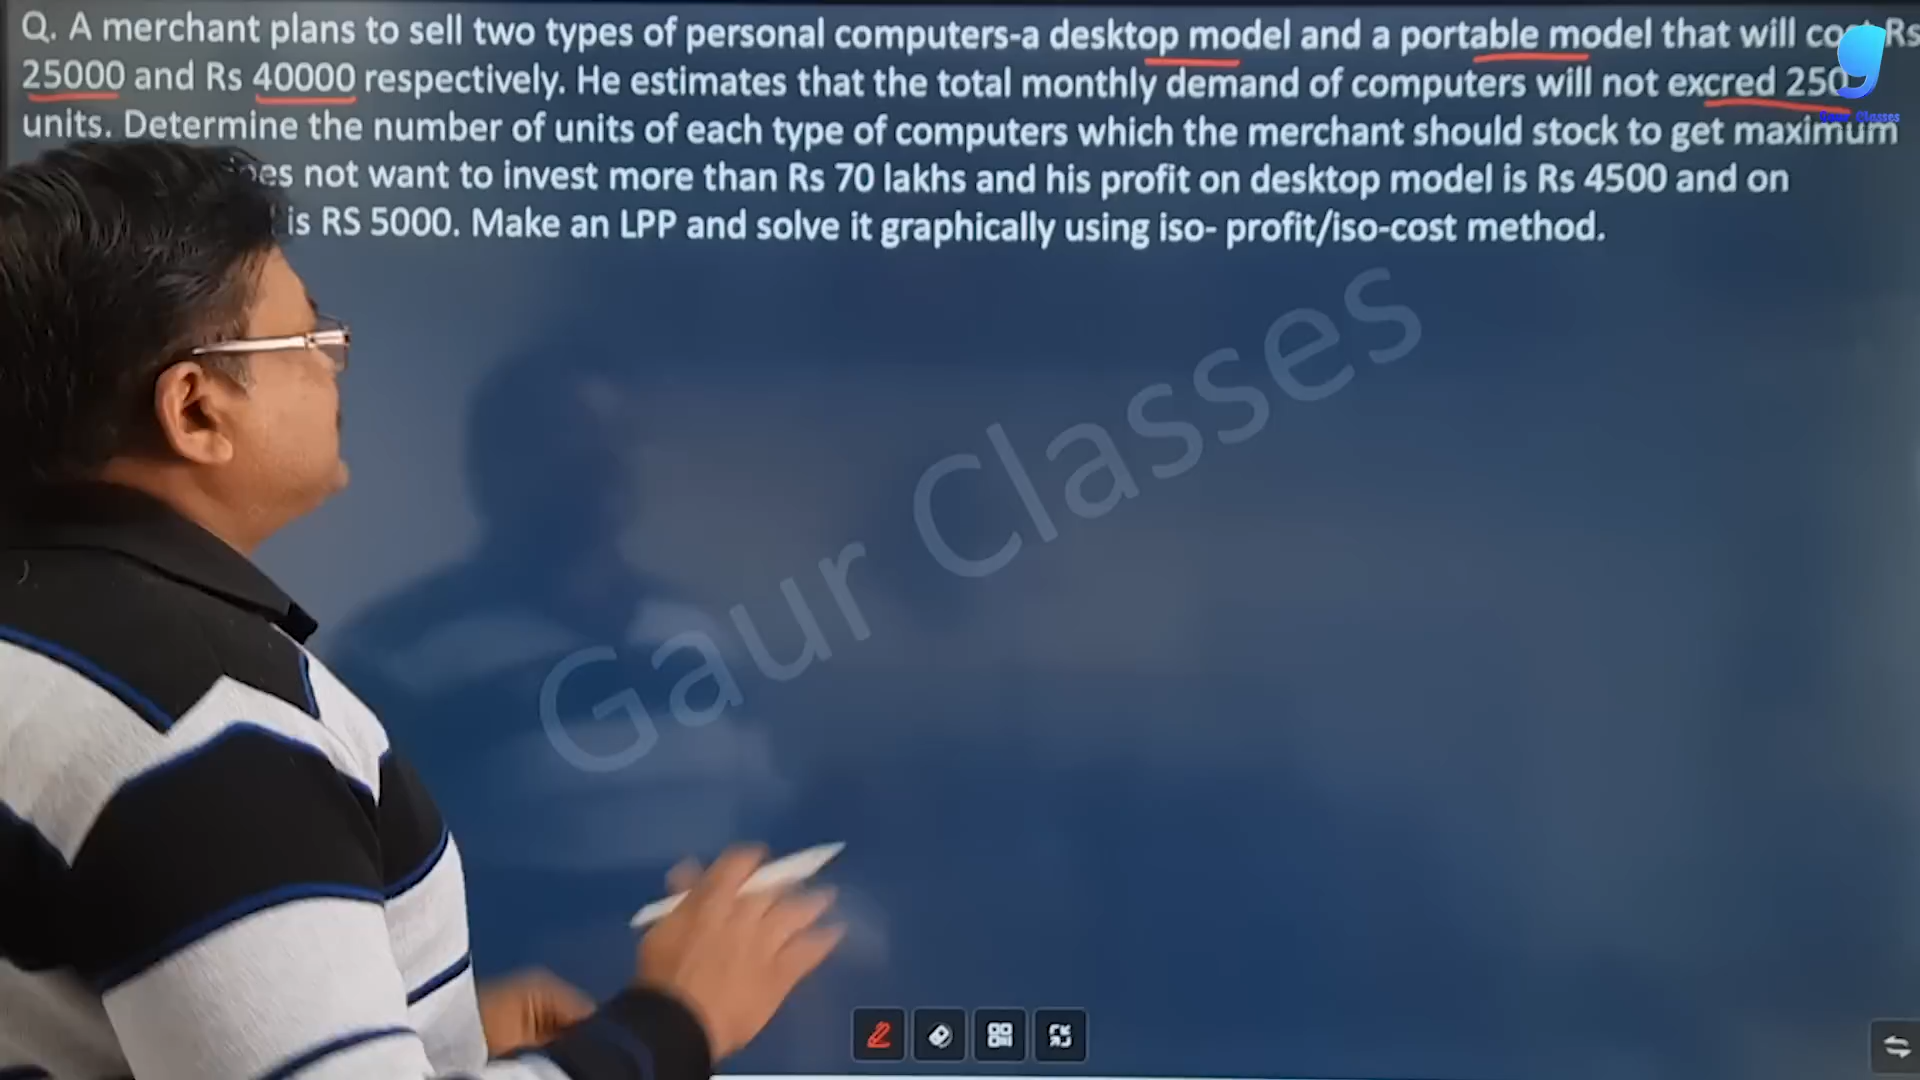 Q. A merchant plans to sell two types of personal computers-a desktop model and a portable model that will Rs
25000 and Rs 40000 respectively. He estimates that the total monthly demand of computers will not excred 250
units. Determine the number of units of each type of computers which the merchant should stock to get maximum
not want to invest more than Rs 70 lakhs and his profit on desktop model is Rs 4500 and on
is RS 5000. Make an LPP and solve it graphically using iso- profit/iso-cost method.
Gaur Classes
Gaur Classes